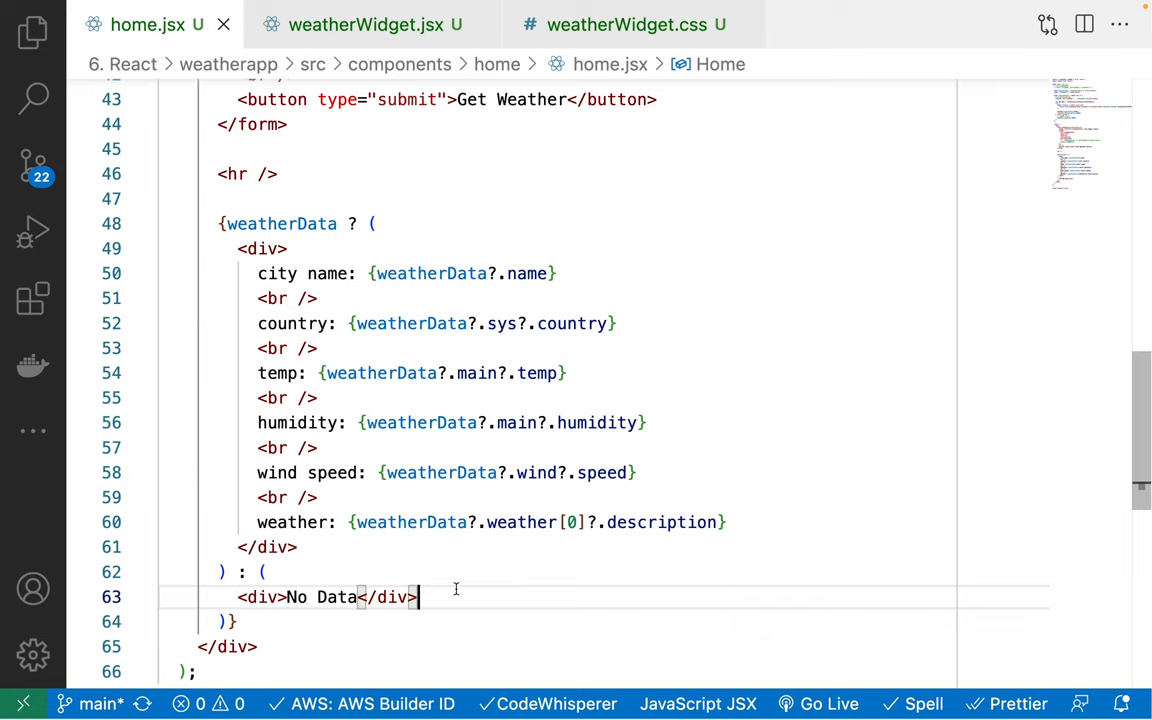 home.jsx U
weatherWidget.jsx U
# weatherWidget.css U
6. React > weatherapp > src > components > home > home.jsx > Home
43 <button type="submit">Get Weather</button>
44 </form>
45
46 <hr />
47
48 {weatherData ? (
49 <div>
50 city name: {weatherData?.name}
51 <br />
52 country: {weatherData?.sys?.country}
53 <br />
54 temp: {weatherData?.main?.temp}
55 <br />
56 humidity: {weatherData?.main?.humidity}
57 <br />
58 wind speed: {weatherData?.wind?.speed}
59 <br />
60 weather: {weatherData?.weather[0]?.description}
61 </div>
62 ) : (
63 <div>No Data</div>
64 )}
65 </div>
66 );
22
main* 0 0 AWS: AWS Builder ID CodeWhisperer JavaScript JSX Go Live Spell Prettier